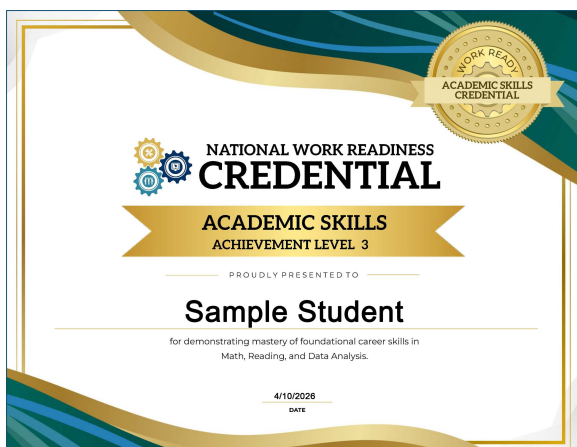 WORK READY
ACADEMIC SKILLS
CREDENTIAL
NATIONAL WORK READINESS
CREDENTIAL
ACADEMIC SKILLS
ACHIEVEMENT LEVEL 3
PROUDLY PRESENTED TO
Sample Student
for demonstrating mastery of foundational career skills in
Math, Reading, and Data Analysis.
4/10/2026
DATE